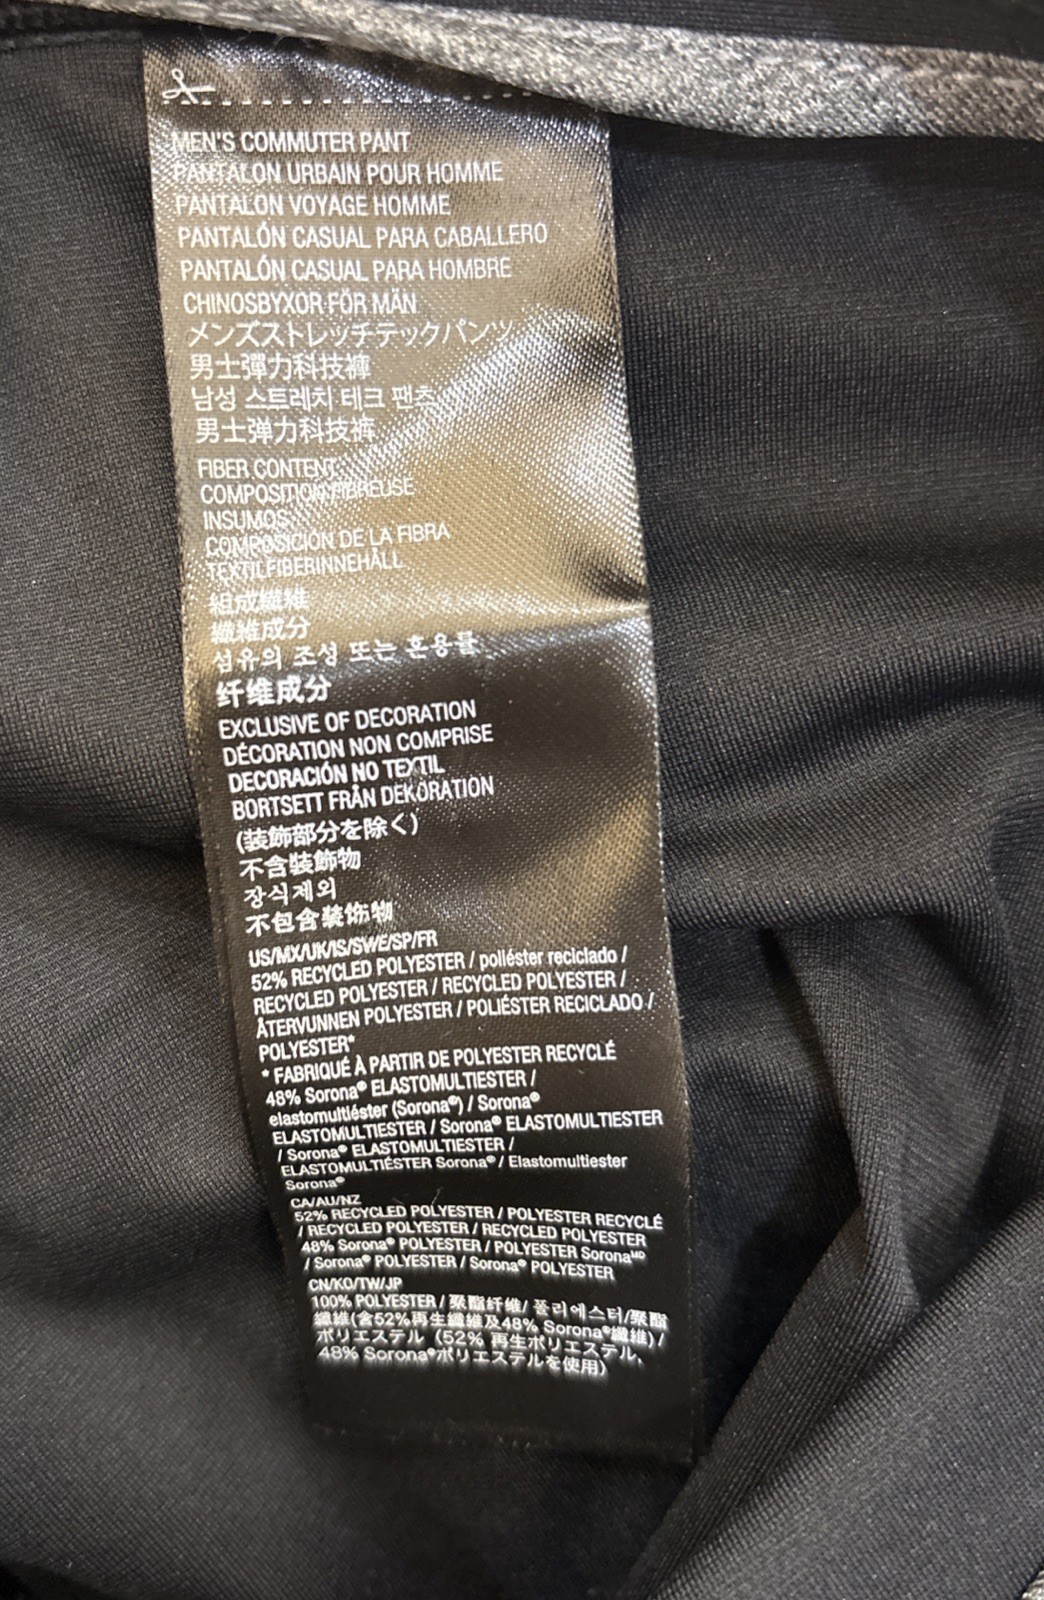 MEN'S COMMUTER PANT
PANTALON URBAIN POUR HOMME
PANTALON VOYAGE HOMME
PANTALÓN CASUAL PARA CABALLERO
PANTALÓN CASUAL PARA HOMBRE
CHINOSBYXOR FÖR MÄN
メンズストレッチテックパンツ
男士彈力科技褲
남성 스트레치 테크 팬츠
男士弹力科技裤
FIBER CONTENT
COMPOSITION FIBREUSE
INSUMOS
COMPOSICIÓN DE LA FIBRA
TEXTILFIBERINNEHÅLL
組成繊維
纖維成分
섬유의 조성 또는 혼용률
纤维成分
EXCLUSIVE OF DECORATION
DÉCORATION NON COMPRISE
DECORACIÓN NO TEXTIL
BORTSETT FRÅN DEKORATION
(装飾部分を除く)
不含裝飾物
장식제외
不包含装饰物
US/MX/UK/IS/SWE/SP/FR
52% RECYCLED POLYESTER / poliéster reciclado /
RECYCLED POLYESTER / RECYCLED POLYESTER /
ÅTERVUNNEN POLYESTER / POLIÉSTER RECICLADO /
POLYESTER*
* FABRIQUÉ À PARTIR DE POLYESTER RECYCLÉ
48% Sorona® ELASTOMULTIESTER /
elastomultiéster (Sorona®) / Sorona®
ELASTOMULTIESTER / Sorona® ELASTOMULTIESTER
/ Sorona® ELASTOMULTIESTER /
ELASTOMULTIÉSTER Sorona® / Elastomultiester
Sorona®
CA/AU/NZ
52% RECYCLED POLYESTER / POLYESTER RECYCLÉ
/ RECYCLED POLYESTER / RECYCLED POLYESTER
48% Sorona® POLYESTER / POLYESTER Sorona ᴹᴰ
/ Sorona® POLYESTER / Sorona® POLYESTER
CN/KO/TW/JP
100% POLYESTER / 聚酯纤维/ 폴리에스터/聚酯
纖維(含52%再生纖維及48% Sorona®纖維) /
ポリエステル (52% 再生ポリエステル,
48% Sorona®ポリエステルを使用)